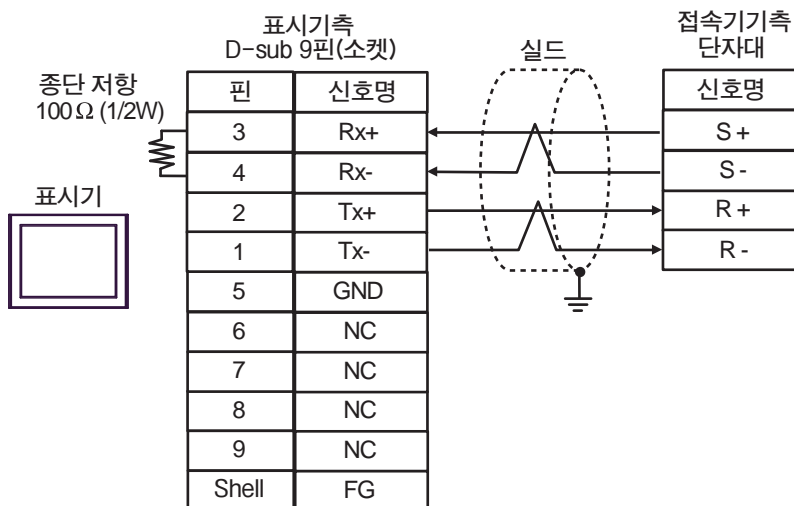 표시기측
D-sub 9핀(소켓)
실드
접속기기측
단자대
종단 저항
100Ω (1/2W)
표시기
핀 신호명
3 Rx+
4 Rx-
2 Tx+
1 Tx-
5 GND
6 NC
7 NC
8 NC
9 NC
Shell FG
신호명
S +
S -
R +
R -